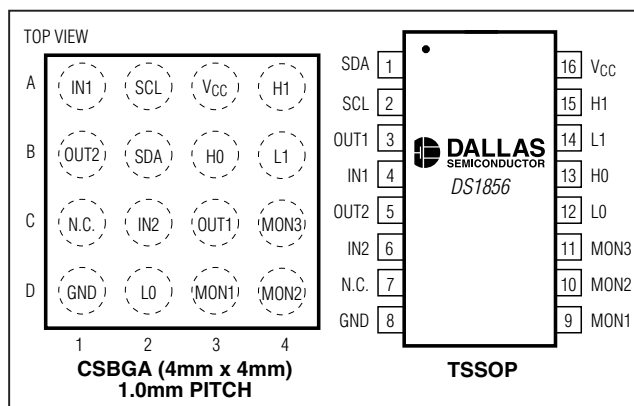 TOP VIEW
A IN1 SCL VCC H1
B OUT2 SDA H0 L1
C N.C. IN2 OUT1 MON3
D GND L0 MON1 MON2
1 2 3 4
CSBGA (4mm x 4mm)
1.0mm PITCH
SDA 1 16 VCC
SCL 2 15 H1
OUT1 3 14 L1
IN1 4 13 H0
OUT2 5 12 L0
IN2 6 11 MON3
N.C. 7 10 MON2
GND 8 9 MON1
DALLAS
SEMICONDUCTOR
DS1856
TSSOP